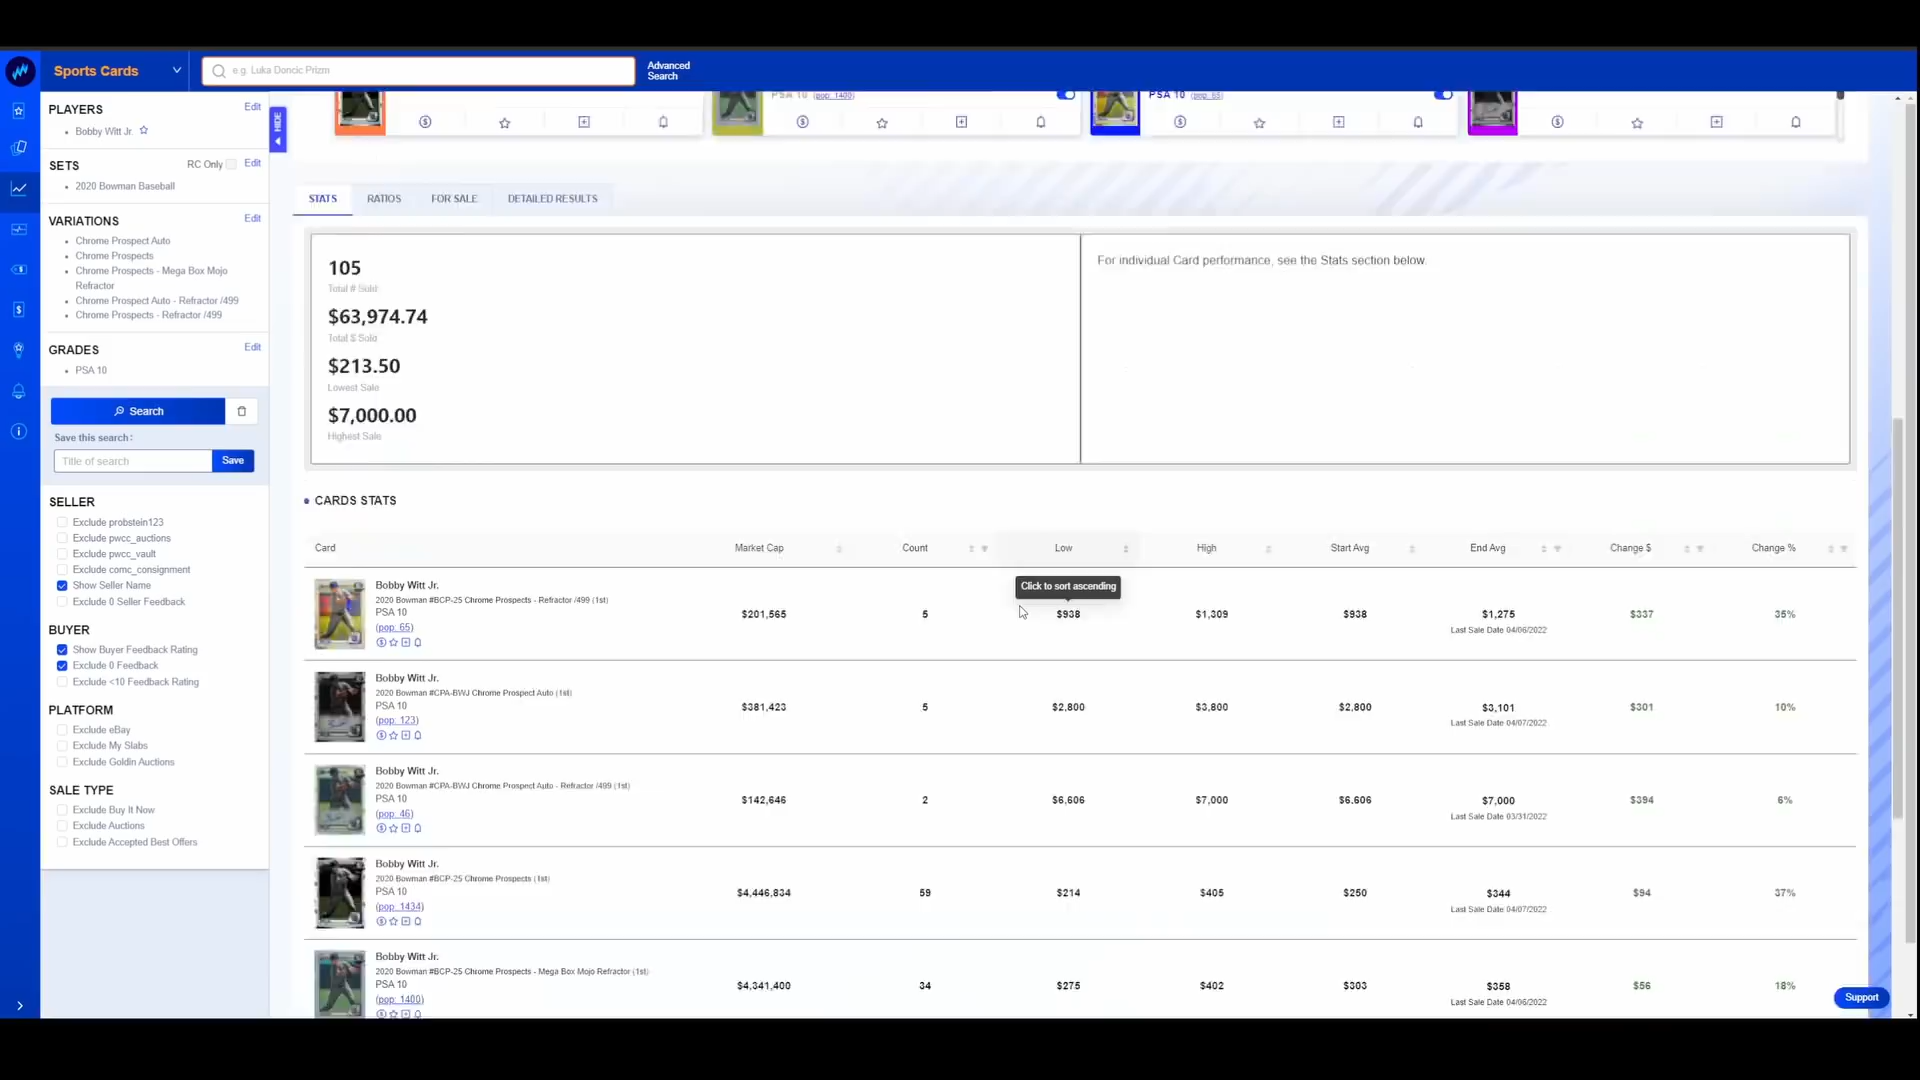 Sports Cards
e.g. Luka Doncic Prizm
Advanced
Search
PLAYERS
Edit
Bobby Witt Jr.
SETS
RC Only
Edit
2020 Bowman Baseball
VARIATIONS
Edit
Chrome Prospect Auto
Chrome Prospects
Chrome Prospects - Mega Box Mojo
Refractor
Chrome Prospect Auto - Refractor /499
Chrome Prospects - Refractor /499
GRADES
Edit
PSA 10
Search
Save this search:
Title of search
Save
SELLER
Exclude probstein123
Exclude pwcc_auctions
Exclude pwcc_vault
Exclude comc_consignment
Show Seller Name
Exclude 0 Seller Feedback
BUYER
Show Buyer Feedback Rating
Exclude 0 Feedback
Exclude <10 Feedback Rating
PLATFORM
Exclude eBay
Exclude My Slabs
Exclude Goldin Auctions
SALE TYPE
Exclude Buy It Now
Exclude Auctions
Exclude Accepted Best Offers
HIDE
PSA 10 (pop: 1400)
PSA 10 (pop: 65)
STATS RATIOS FOR SALE DETAILED RESULTS
105
Total # Sold
$63,974.74
Total $ Sold
$213.50
Lowest Sale
$7,000.00
Highest Sale
For individual Card performance, see the Stats section below.
CARDS STATS
Card Market Cap Count Low High Start Avg End Avg Change $ Change %
Click to sort ascending
Bobby Witt Jr.
2020 Bowman #BCP-25 Chrome Prospects - Refractor /499 (1st)
PSA 10
(pop: 65)
$201,565 5 $938 $1,309 $938 $1,275 $337 35%
Last Sale Date 04/06/2022
Bobby Witt Jr.
2020 Bowman #CPA-BWJ Chrome Prospect Auto (1st)
PSA 10
(pop: 123)
$381,423 5 $2,800 $3,800 $2,800 $3,101 $301 10%
Last Sale Date 04/07/2022
Bobby Witt Jr.
2020 Bowman #CPA-BWJ Chrome Prospect Auto - Refractor /499 (1st)
PSA 10
(pop: 46)
$142,646 2 $6,606 $7,000 $6,606 $7,000 $394 6%
Last Sale Date 03/31/2022
Bobby Witt Jr.
2020 Bowman #BCP-25 Chrome Prospects (1st)
PSA 10
(pop: 1434)
$4,446,834 59 $214 $405 $250 $344 $94 37%
Last Sale Date 04/07/2022
Bobby Witt Jr.
2020 Bowman #BCP-25 Chrome Prospects - Mega Box Mojo Refractor (1st)
PSA 10
(pop: 1400)
$4,341,400 34 $275 $402 $303 $358 $56 18%
Last Sale Date 04/06/2022
Support